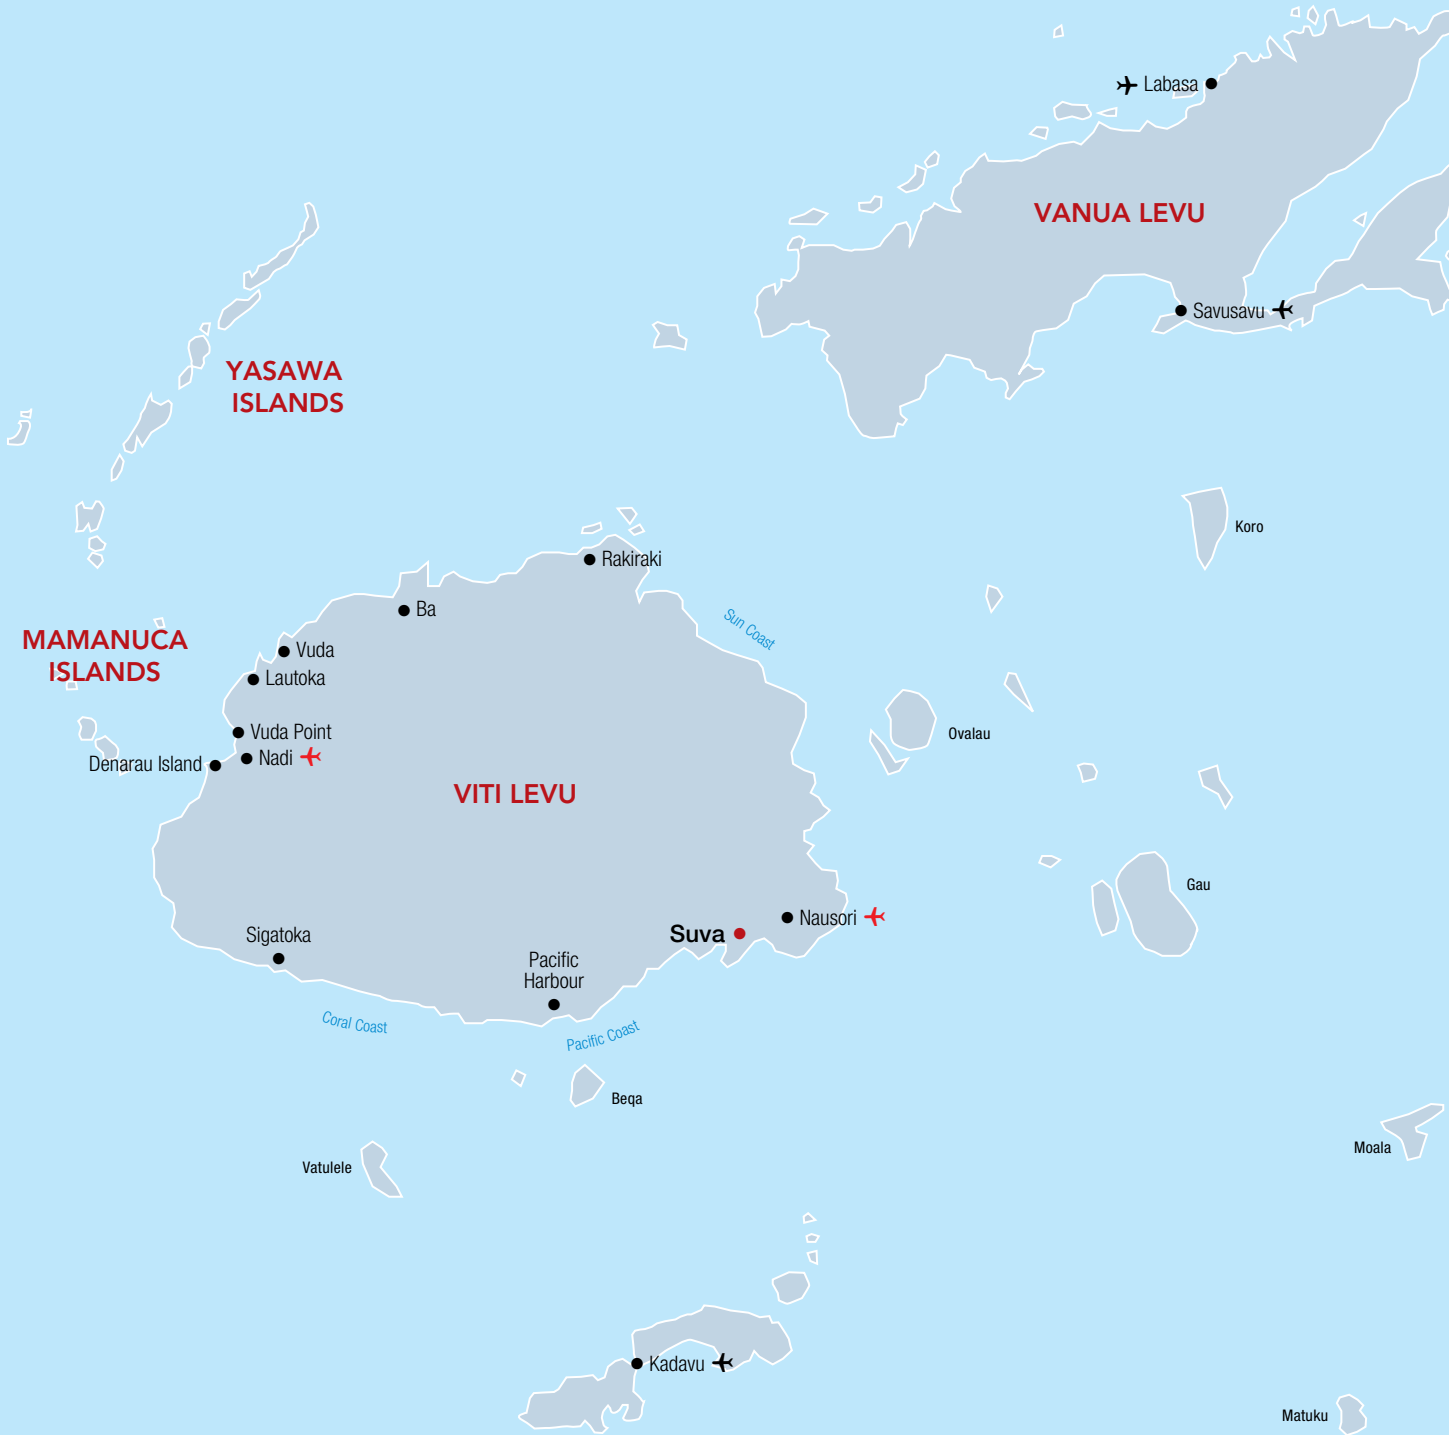 Labasa
VANUA LEVU
Savusavu
YASAWA
ISLANDS
Koro
Rakiraki
Ba
Sun Coast
MAMANUCA
ISLANDS
Vuda
Lautoka
Vuda Point
Ovalau
Nadi
Denarau Island
VITI LEVU
Gau
Nausori
Suva
Sigatoka
Pacific
Harbour
Coral Coast
Pacific Coast
Beqa
Moala
Vatulele
Kadavu
Matuku